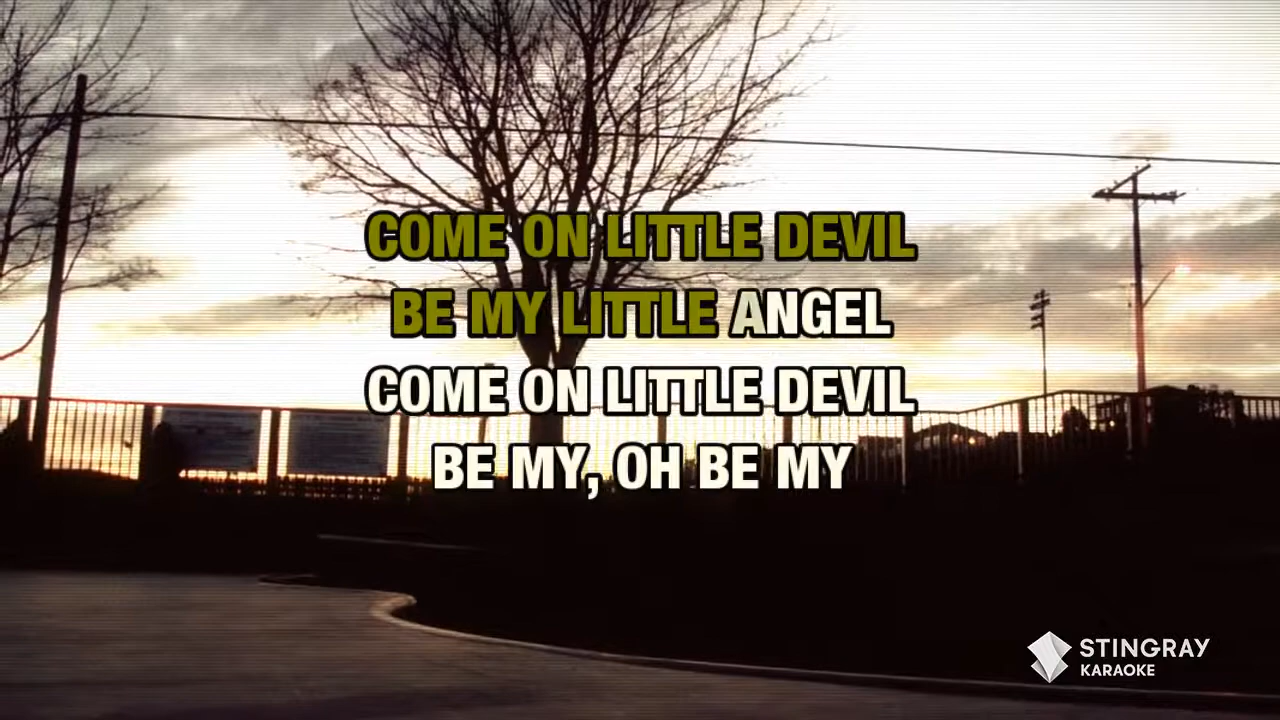 COME ON LITTLE DEVIL
BE MY LITTLE ANGEL
COME ON LITTLE DEVIL
BE MY, OH BE MY
STINGRAY
KARAOKE